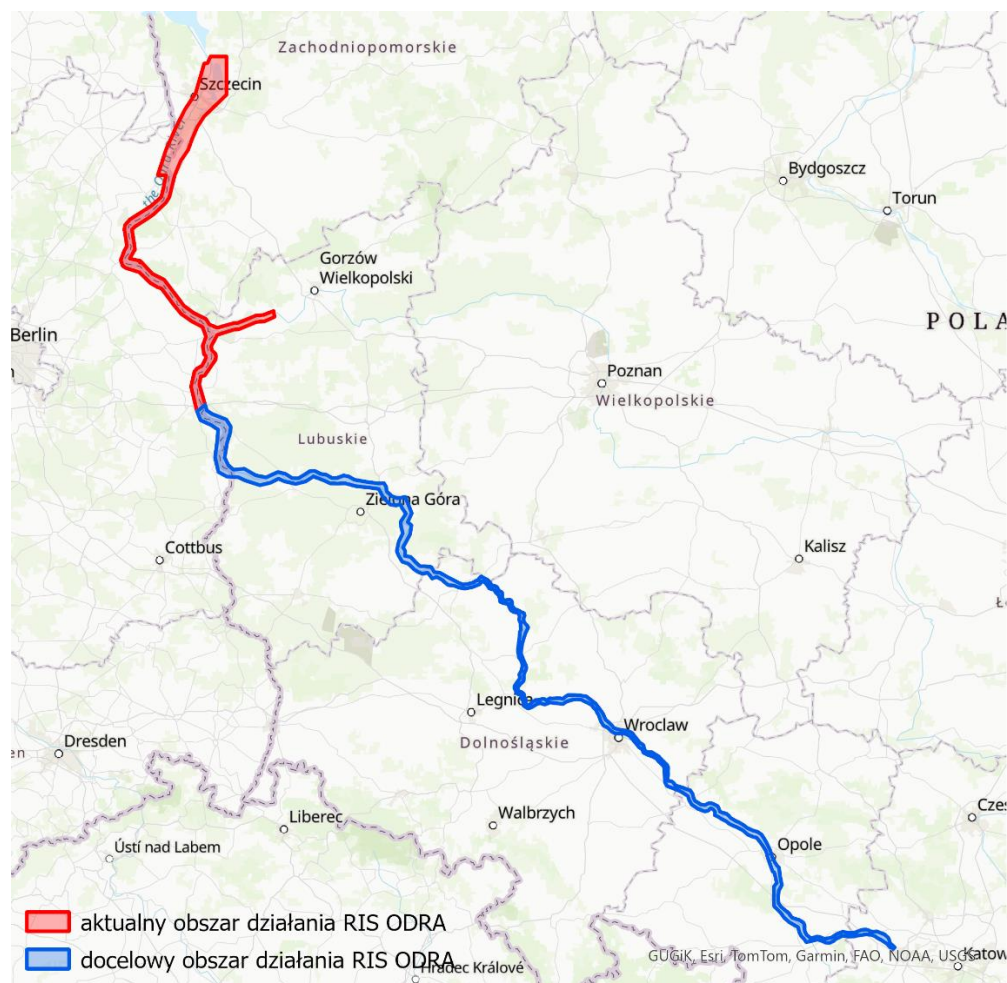 Zachodniopomorskie
Szczecin
Bydgoszcz
Torun
Gorzów
Wielkopolski
POLA
Berlin
Poznan
Wielkopolskie
Lubuskie
Zielona Góra
Cottbus
Kalisz
Legnica
Wroclaw
Dolnośląskie
Dresden
Liberec
Walbrzych
Czes
Ústí nad Labem
Opole
aktualny obszar działania RIS ODRA
docelowy obszar działania RIS ODRA
GUGiK, Esri, TomTom, Garmin, FAO, NOAA, USGS
Katow
Hradec Králové